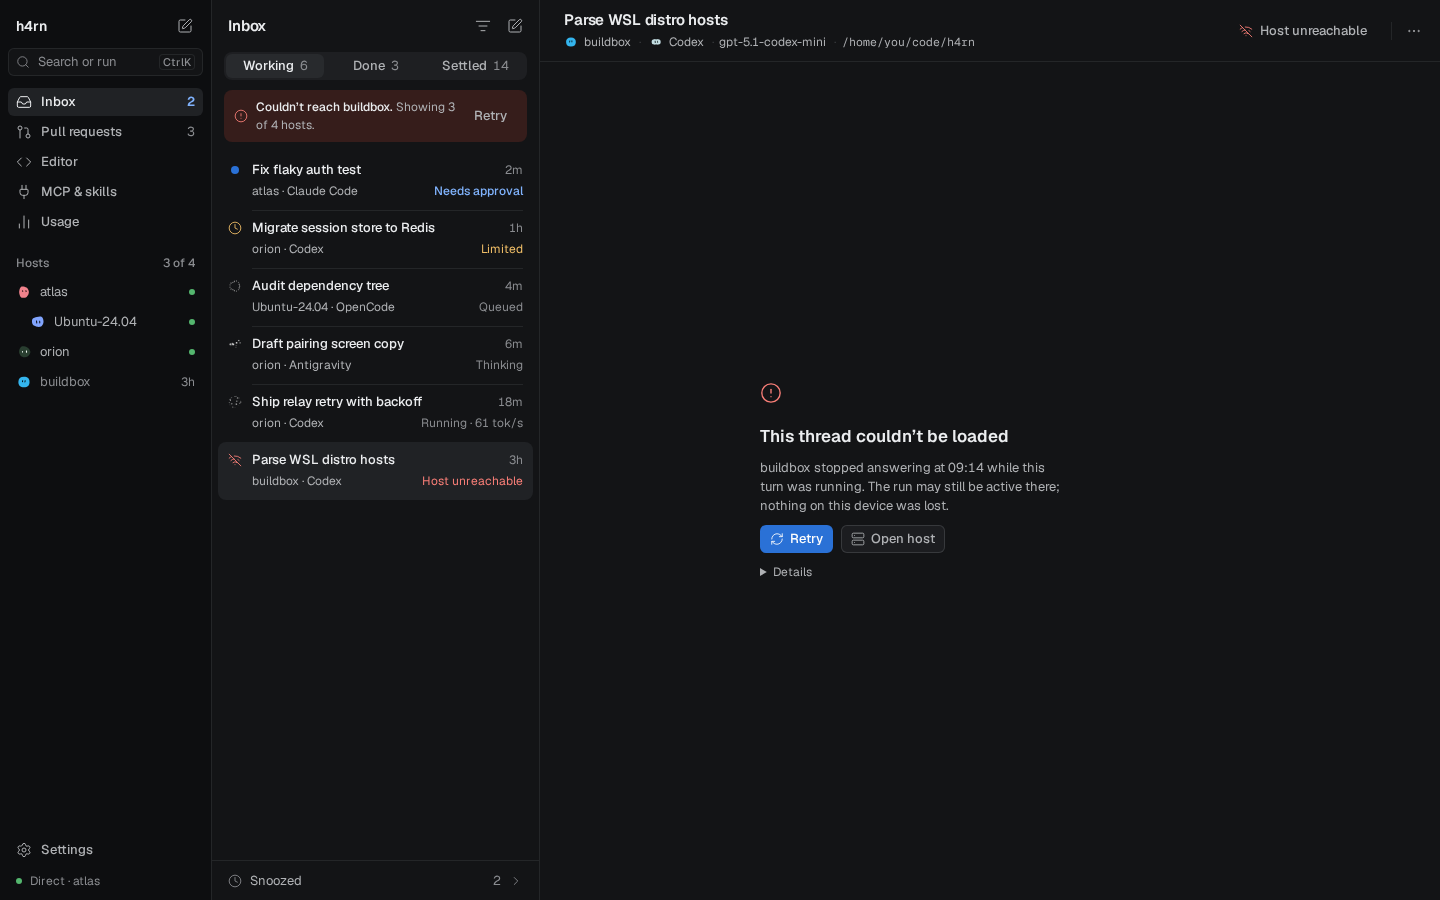 h4rn
Search or run CtrlK
Inbox 2
Pull requests 3
Editor
MCP & skills
Usage
Hosts 3 of 4
atlas
Ubuntu-24.04
orion
buildbox 3h
Settings
Direct · atlas
Inbox
Working 6 Done 3 Settled 14
Couldn’t reach buildbox. Showing 3
of 4 hosts.
Retry
Fix flaky auth test 2m
atlas · Claude Code Needs approval
Migrate session store to Redis 1h
orion · Codex Limited
Audit dependency tree 4m
Ubuntu-24.04 · OpenCode Queued
Draft pairing screen copy 6m
orion · Antigravity Thinking
Ship relay retry with backoff 18m
orion · Codex Running · 61 tok/s
Parse WSL distro hosts 3h
buildbox · Codex Host unreachable
Snoozed 2
Parse WSL distro hosts
buildbox · Codex · gpt-5.1-codex-mini · /home/you/code/h4rn
Host unreachable
This thread couldn’t be loaded
buildbox stopped answering at 09:14 while this
turn was running. The run may still be active there;
nothing on this device was lost.
Retry Open host
Details